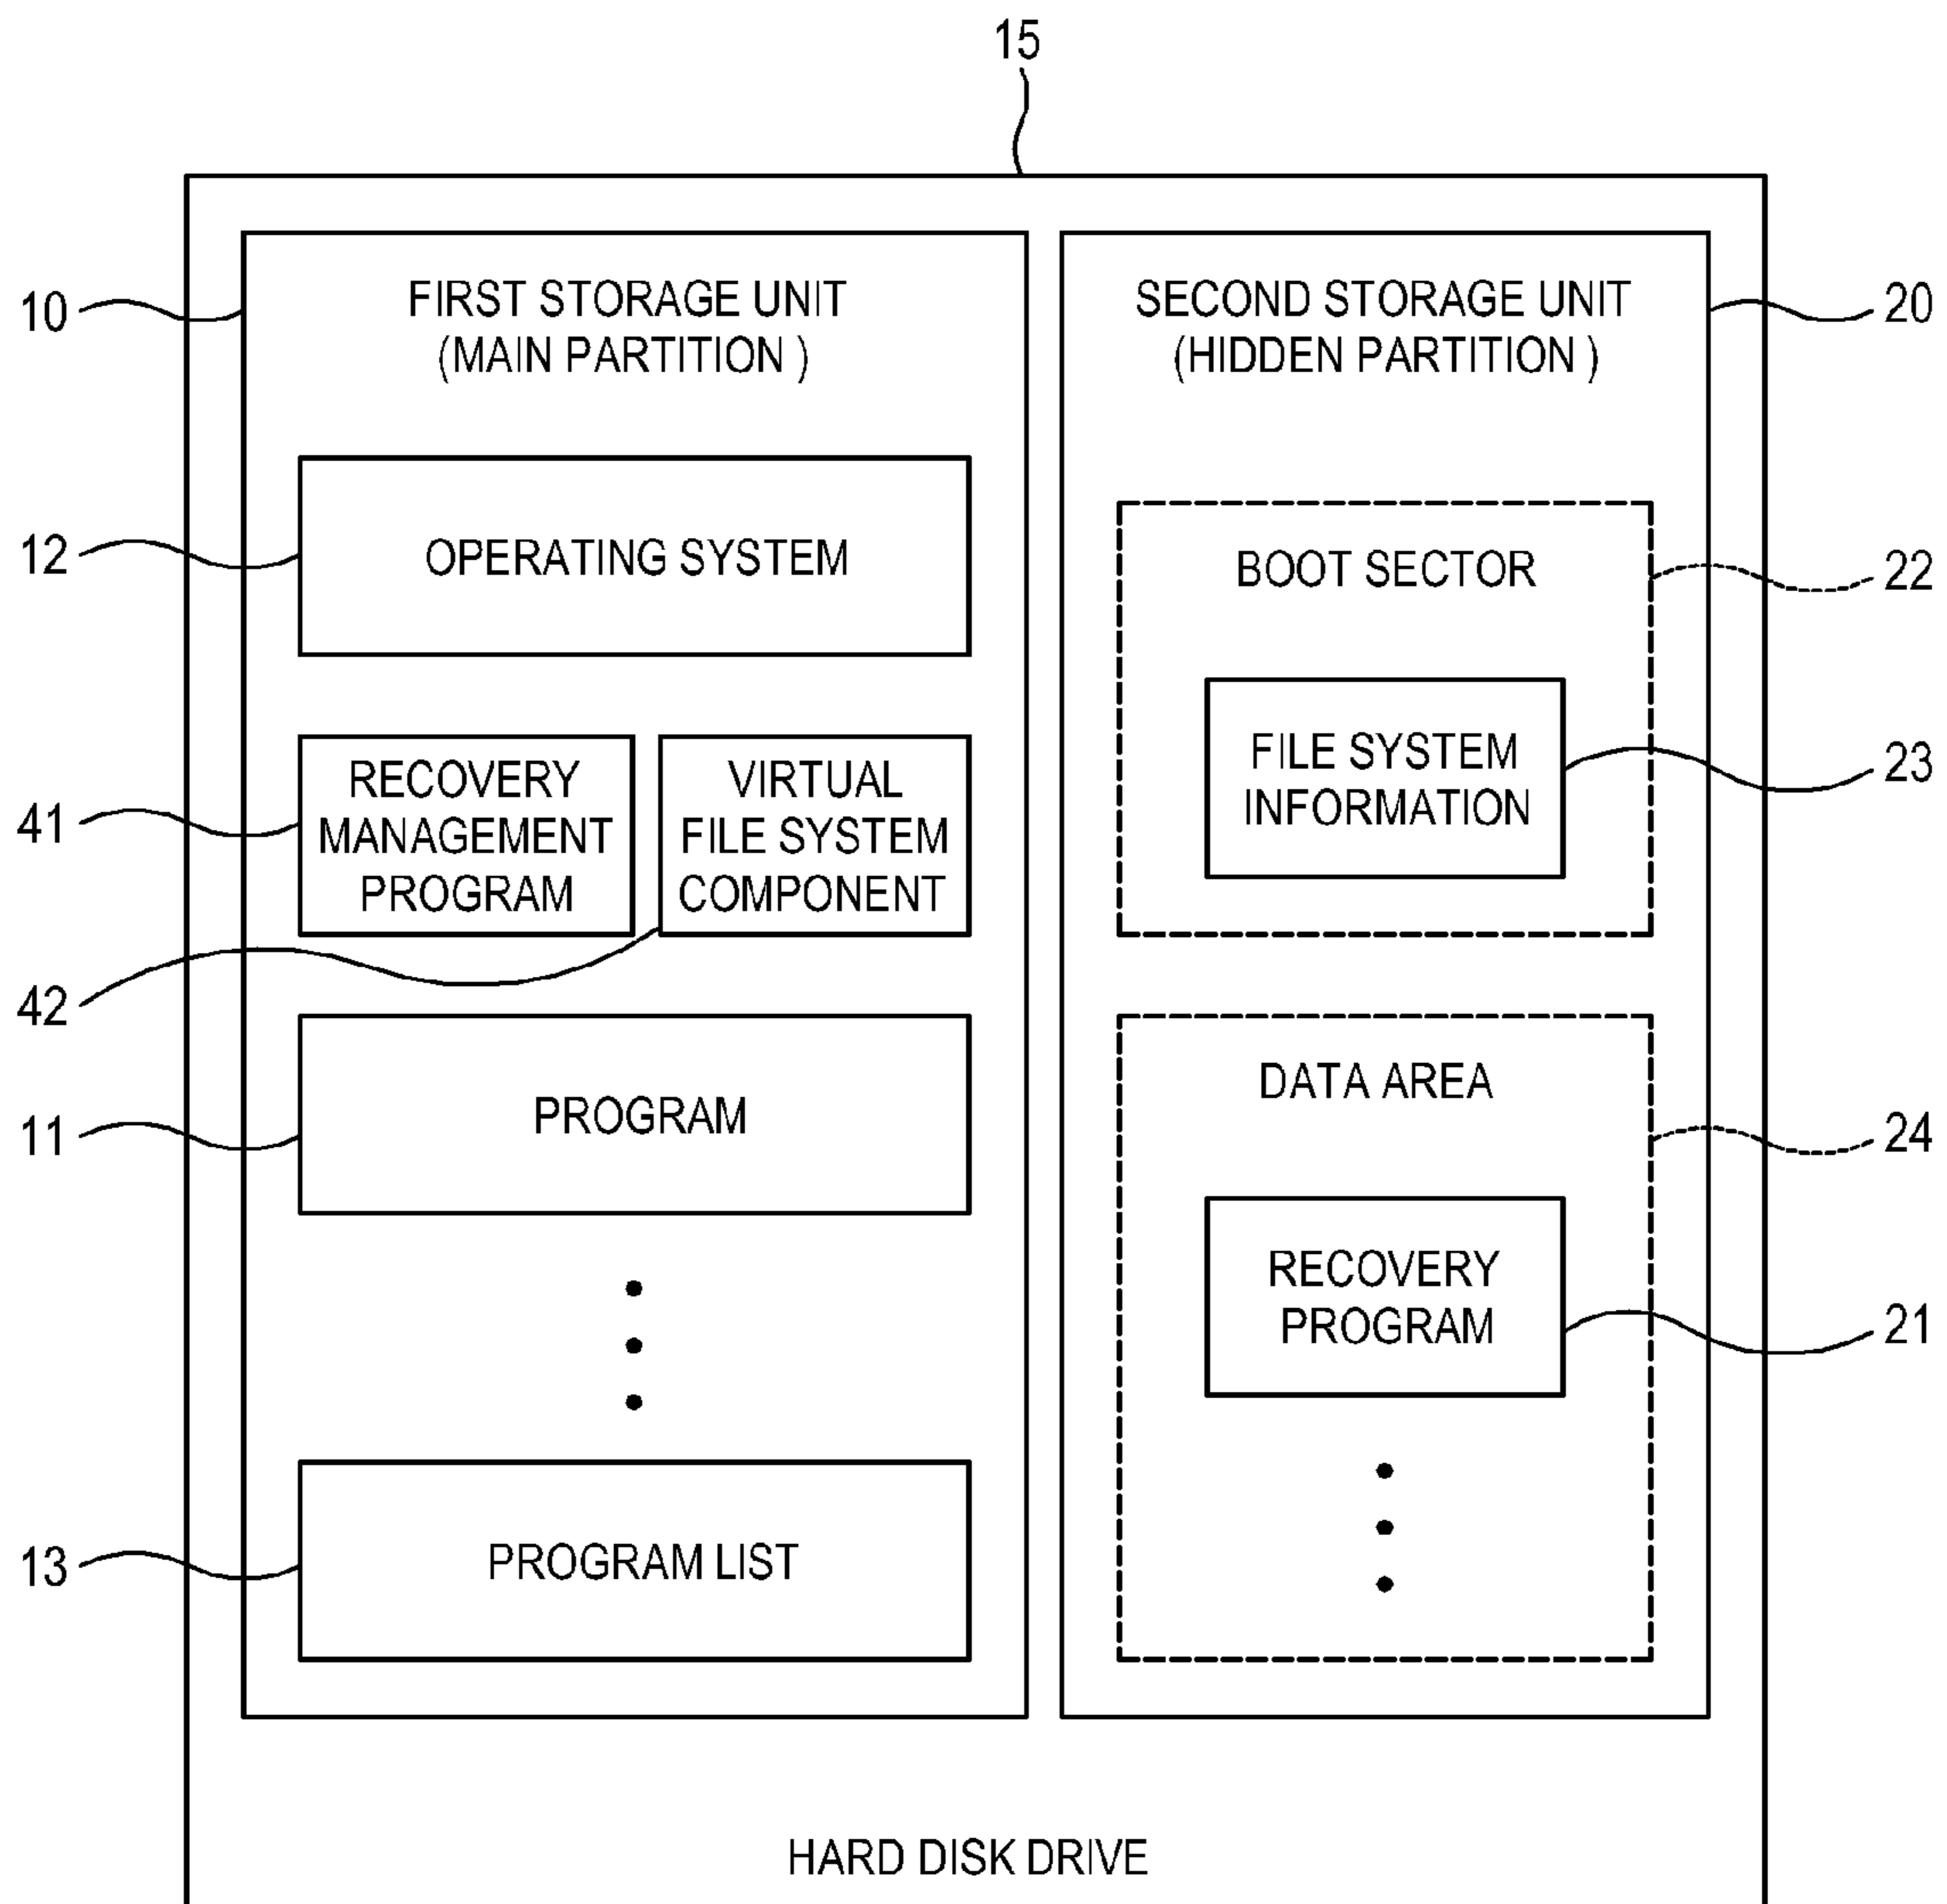 15
10
FIRST STORAGE UNIT
(MAIN PARTITION )
12
OPERATING SYSTEM
41
RECOVERY
MANAGEMENT
PROGRAM
42
VIRTUAL
FILE SYSTEM
COMPONENT
11
PROGRAM
13
PROGRAM LIST
SECOND STORAGE UNIT
(HIDDEN PARTITION )
20
BOOT SECTOR
22
FILE SYSTEM
INFORMATION
23
DATA AREA
24
RECOVERY
PROGRAM
21
HARD DISK DRIVE